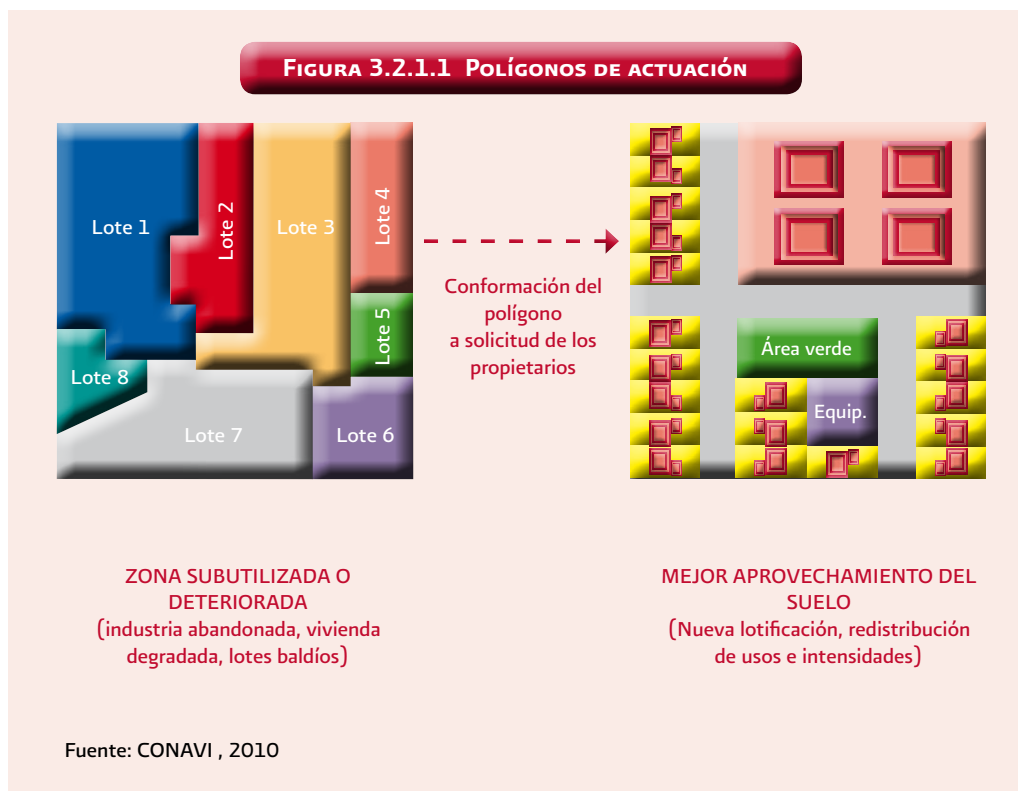 Figura 3.2.1.1 Polígonos de actuación
Lote 1
Lote 2
Lote 3
Lote 4
Lote 5
Lote 8
Lote 7
Lote 6
Conformación del
polígono
a solicitud de los
propietarios
Área verde
Equip.
ZONA SUBUTILIZADA O
DETERIORADA
(industria abandonada, vivienda
degradada, lotes baldíos)
MEJOR APROVECHAMIENTO DEL
SUELO
(Nueva lotificación, redistribución
de usos e intensidades)
Fuente: CONAVI , 2010